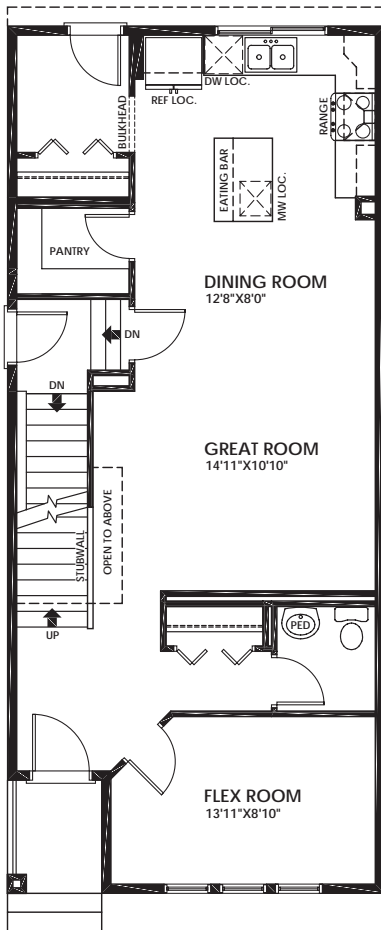 DW LOC.
REF LOC.
BULKHEAD
RANGE
EATING BAR
MW LOC.
PANTRY
DINING ROOM
12'8"X8'0"
DN
DN
GREAT ROOM
14'11"X10'10"
STUBWALL
OPEN TO ABOVE
UP
PED
FLEX ROOM
13'11"X8'10"